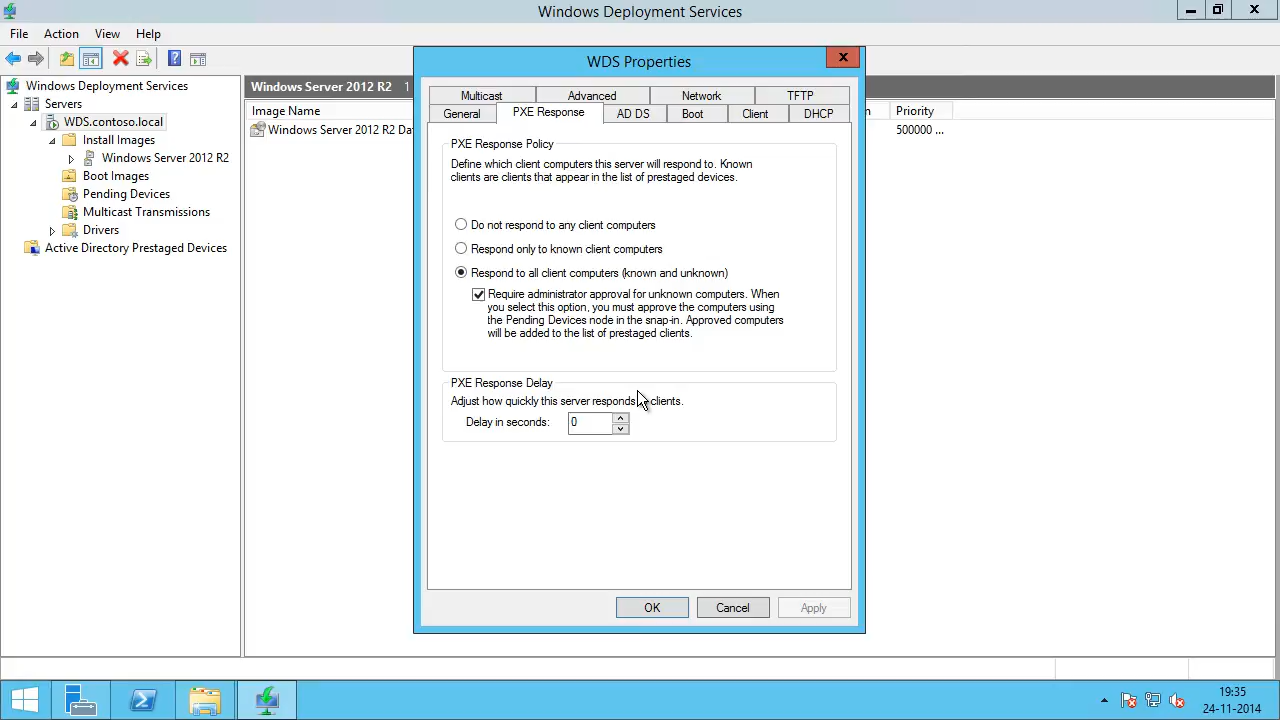 Windows Deployment Services
File Action View Help
Windows Deployment Services
Servers
WDS.contoso.local
Install Images
Windows Server 2012 R2
Boot Images
Pending Devices
Multicast Transmissions
Drivers
Active Directory Prestaged Devices
Windows Server 2012 R2 1
Image Name
Priority
Windows Server 2012 R2 Da
500000 ...
WDS Properties
Multicast Advanced Network TFTP
General PXE Response AD DS Boot Client DHCP
PXE Response Policy
Define which client computers this server will respond to. Known
clients are clients that appear in the list of prestaged devices.
Do not respond to any client computers
Respond only to known client computers
Respond to all client computers (known and unknown)
Require administrator approval for unknown computers. When
you select this option, you must approve the computers using
the Pending Devices node in the snap-in. Approved computers
will be added to the list of prestaged clients.
PXE Response Delay
Adjust how quickly this server responds clients.
Delay in seconds: 0
OK Cancel Apply
19:35
24-11-2014